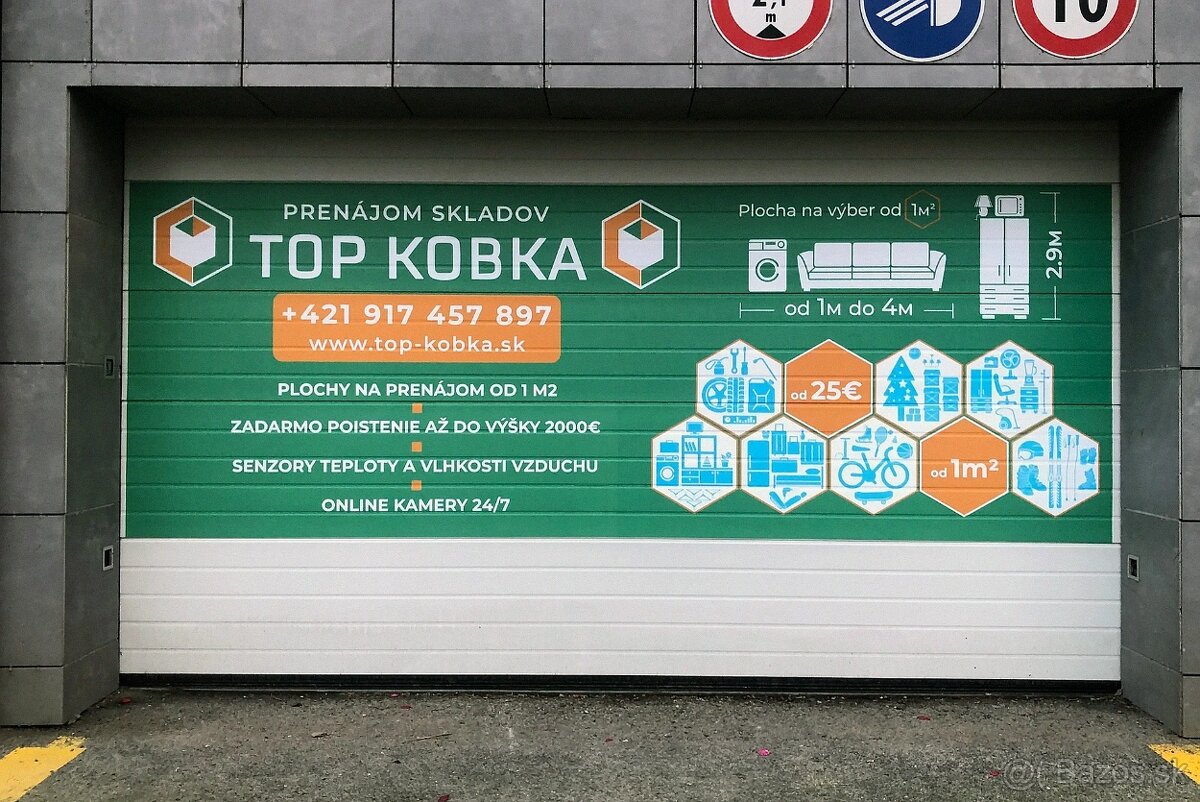 2,1
m
10
PRENÁJOM SKLADOV
TOP KOBKA
+421 917 457 897
www.top-kobka.sk
PLOCHY NA PRENÁJOM OD 1 M2
ZADARMO POISTENIE AŽ DO VÝŠKY 2000€
SENZORY TEPLOTY A VLHKOSTI VZDUCHU
ONLINE KAMERY 24/7
Plocha na výber od 1M²
2.9M
od 1M do 4M
od 25€
od 1m²
Bazos.sk